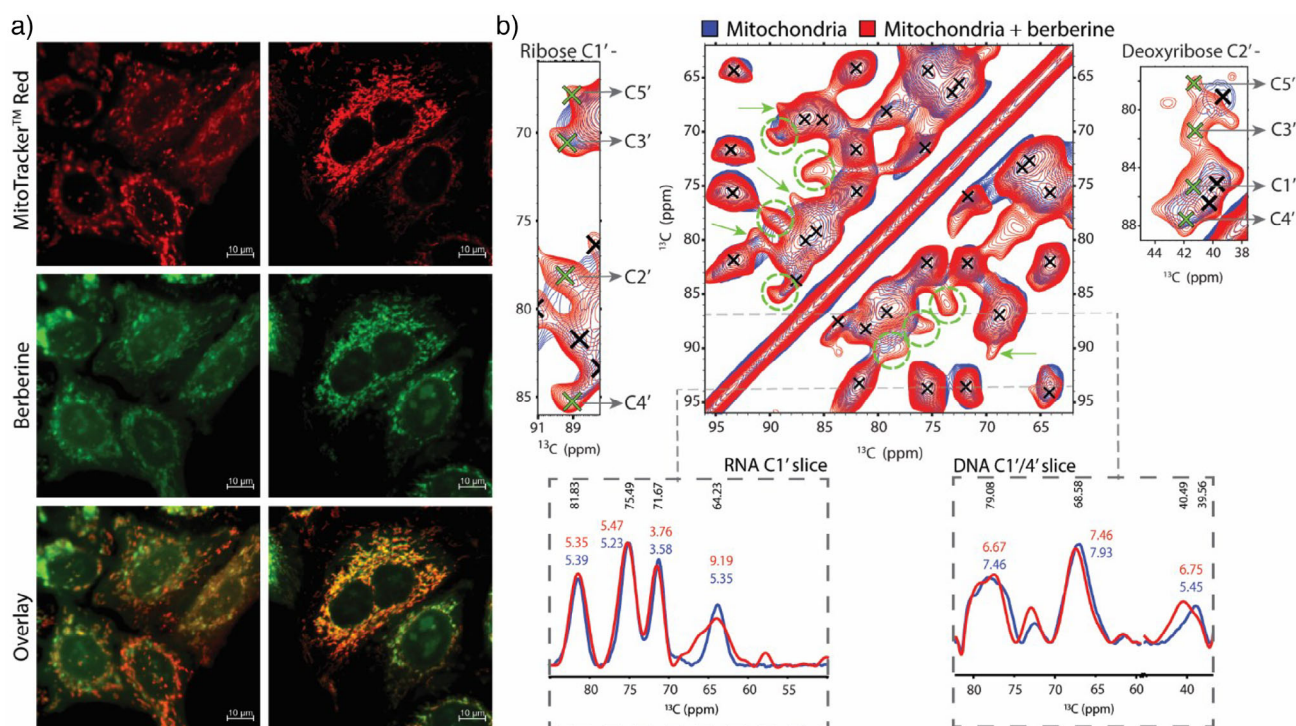 a)
MitoTracker™ Red
10 µm
10 µm
Berberine
10 µm
10 µm
Overlay
10 µm
10 µm
b)
Mitochondria
Mitochondria + berberine
Ribose C1′-
C5′
C3′
C2′
C4′
70
75
80
85
91
89
¹³C (ppm)
65
70
75
80
85
90
95
¹³C (ppm)
95
90
85
80
75
70
65
¹³C (ppm)
65
70
75
80
85
90
95
Deoxyribose C2′-
C5′
C3′
C1′
C4′
80
84
88
¹³C (ppm)
44
42
40
38
¹³C (ppm)
RNA C1′ slice
81.83
75.49
71.67
64.23
5.35
5.39
5.47
5.23
3.76
3.58
9.19
5.35
80
75
70
65
60
55
¹³C (ppm)
DNA C1′/4′ slice
79.08
68.58
40.49
39.56
6.67
7.46
7.46
7.93
6.75
5.45
80
75
70
65
60
40
¹³C (ppm)